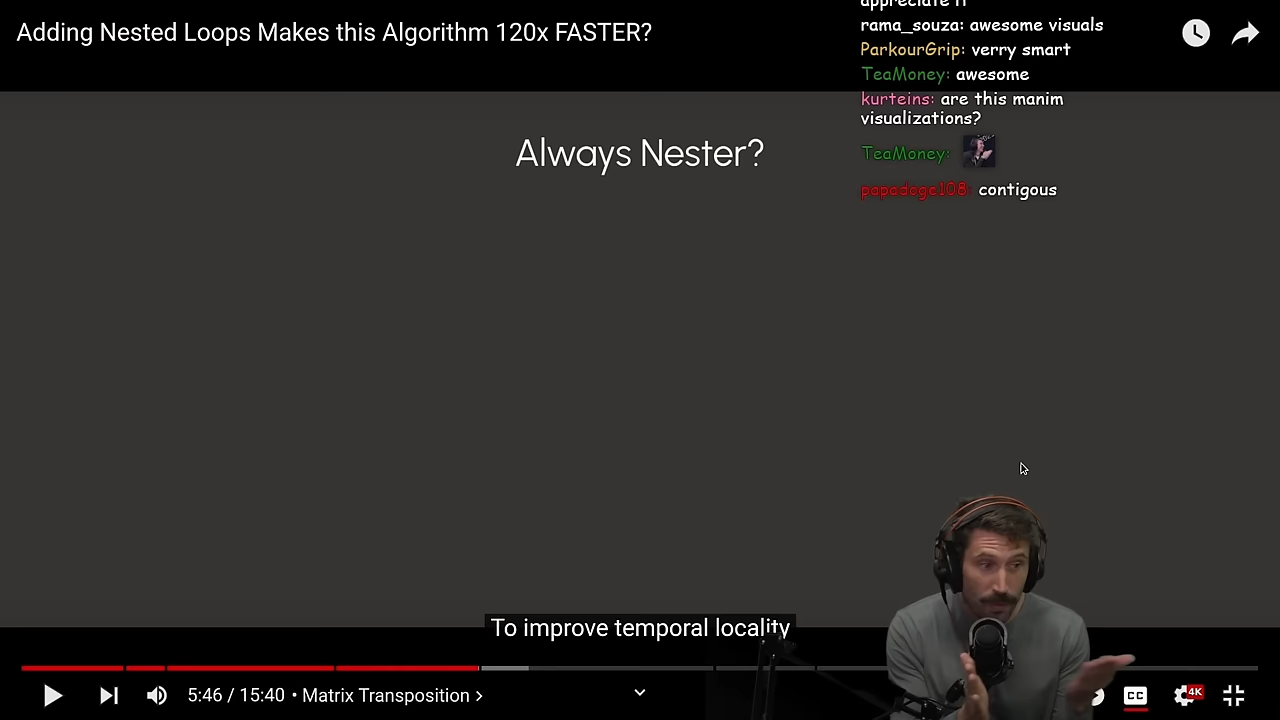 Adding Nested Loops Makes this Algorithm 120x FASTER?
appreciate it
rama_souza: awesome visuals
ParkourGrip: verry smart
TeaMoney: awesome
kurteins: are this manim
visualizations?
TeaMoney:
papadoge108: contigous
Always Nester?
To improve temporal locality
5:46 / 15:40 • Matrix Transposition >
CC
4K